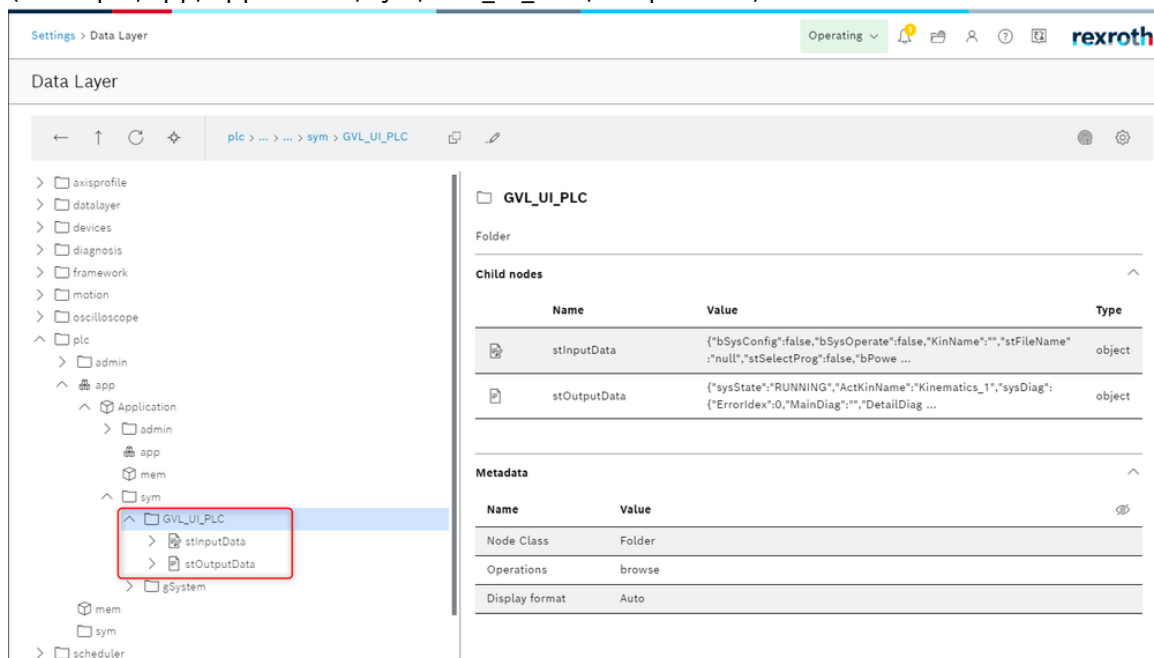 Settings > Data Layer
Operating
rexroth
Data Layer
plc > ... > ... > sym > GVL_UI_PLC
axisprofile
datalayer
devices
diagnosis
framework
motion
oscilloscope
plc
admin
app
Application
admin
app
mem
sym
GVL_UI_PLC
stInputData
stOutputData
gSystem
mem
sym
scheduler
GVL_UI_PLC
Folder
Child nodes
Name Value Type
stInputData {"bSysConfig":false,"bSysOperate":false,"KinName":"","stFileName" object
:"null","stSelectProg":false,"bPowe ...
stOutputData {"sysState":"RUNNING","ActKinName":"Kinematics_1","sysDiag": object
{"ErrorIdex":0,"MainDiag":"","DetailDiag ...
Metadata
Name Value
Node Class Folder
Operations browse
Display format Auto